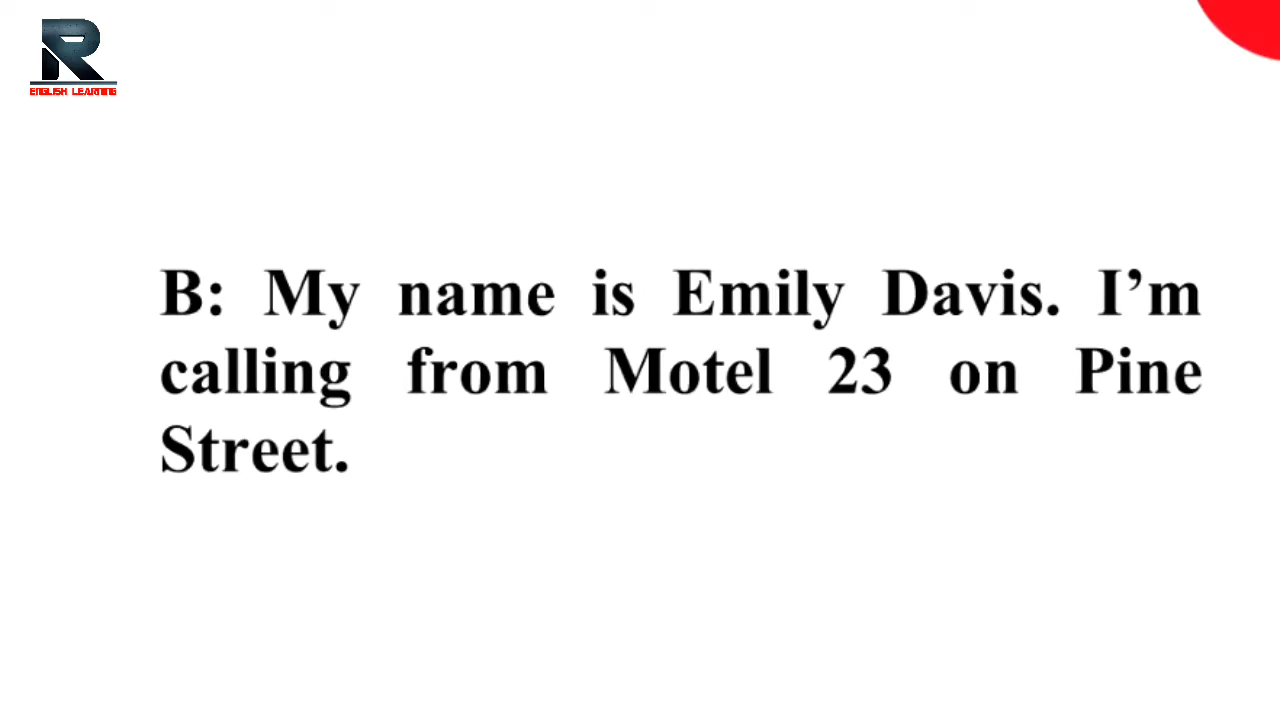 R
ENGLISH LEARNING
B: My name is Emily Davis. I’m
calling from Motel 23 on Pine
Street.